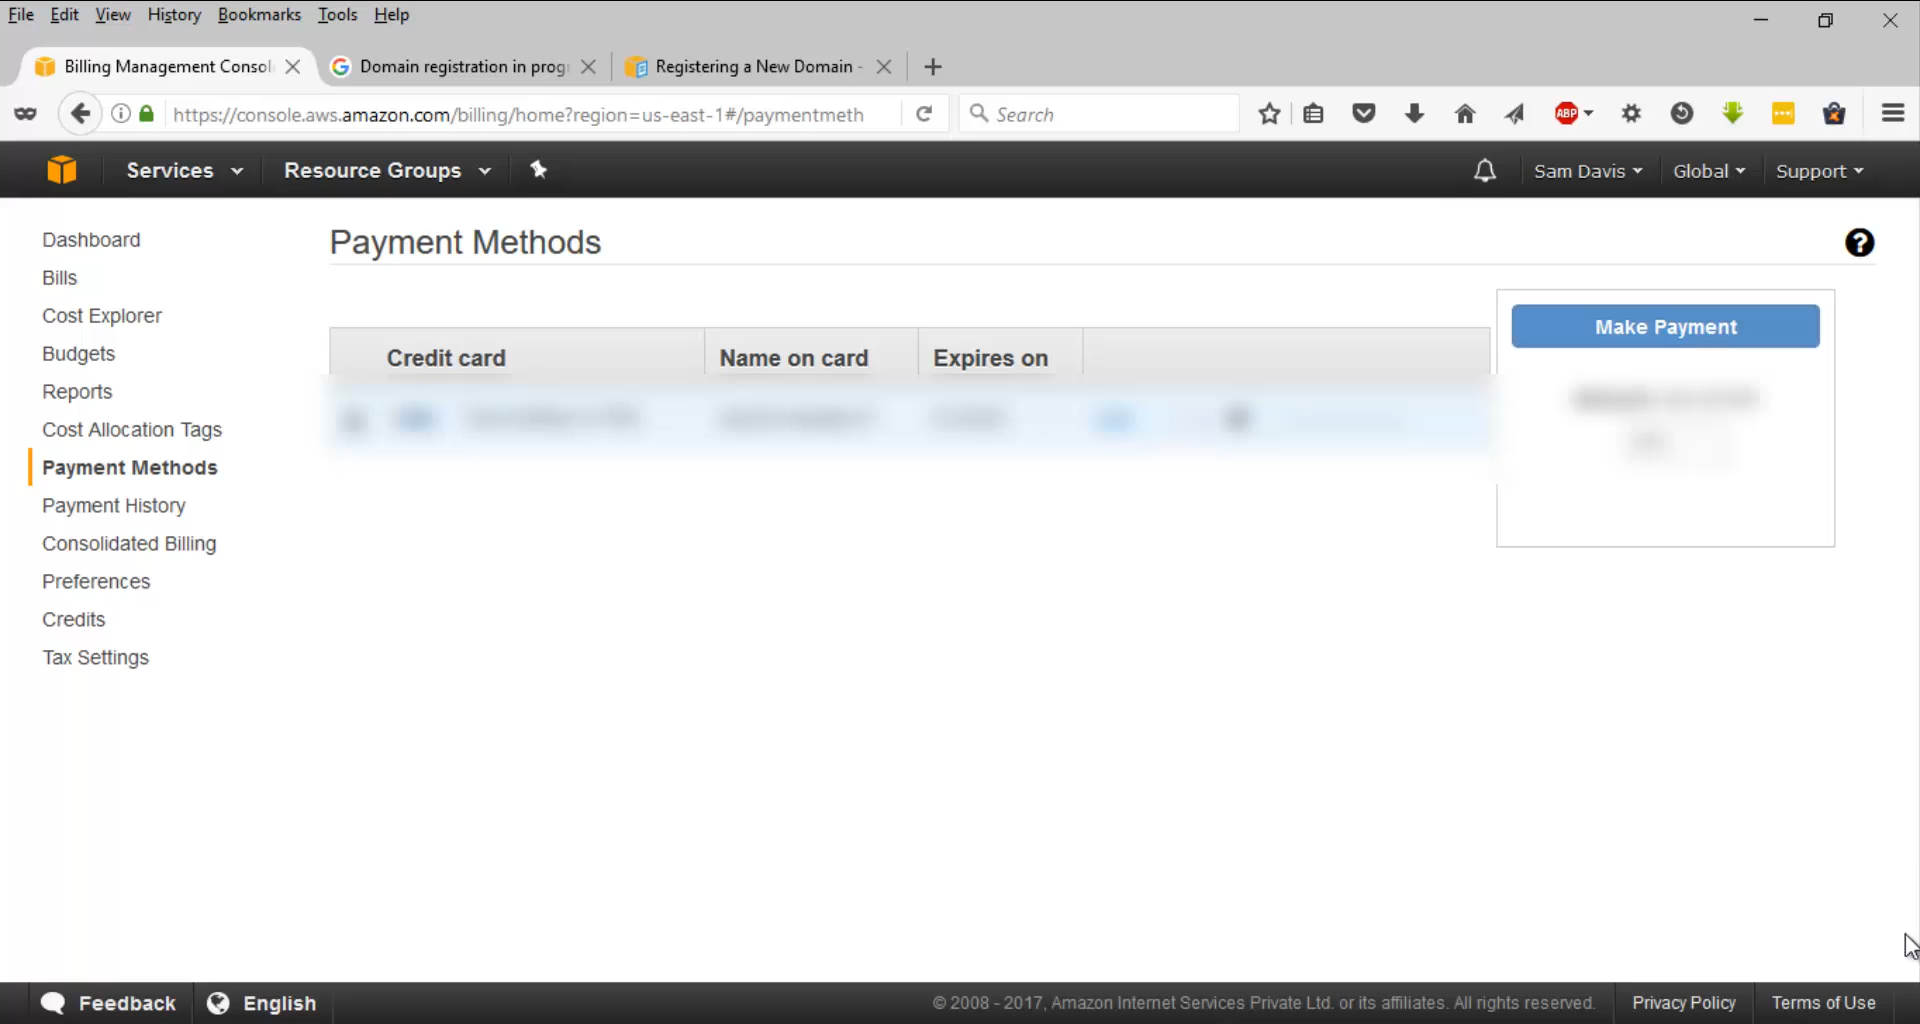 File Edit View History Bookmarks Tools Help
Billing Management Consol
Domain registration in prog
Registering a New Domain -
https://console.aws.amazon.com/billing/home?region=us-east-1#/paymentmeth
Search
ABP
Services Resource Groups Sam Davis Global Support
Dashboard
Bills
Cost Explorer
Budgets
Reports
Cost Allocation Tags
Payment Methods
Payment History
Consolidated Billing
Preferences
Credits
Tax Settings
Payment Methods
?
Credit card Name on card Expires on
Make Payment
Feedback English © 2008 - 2017, Amazon Internet Services Private Ltd. or its affiliates. All rights reserved. Privacy Policy Terms of Use